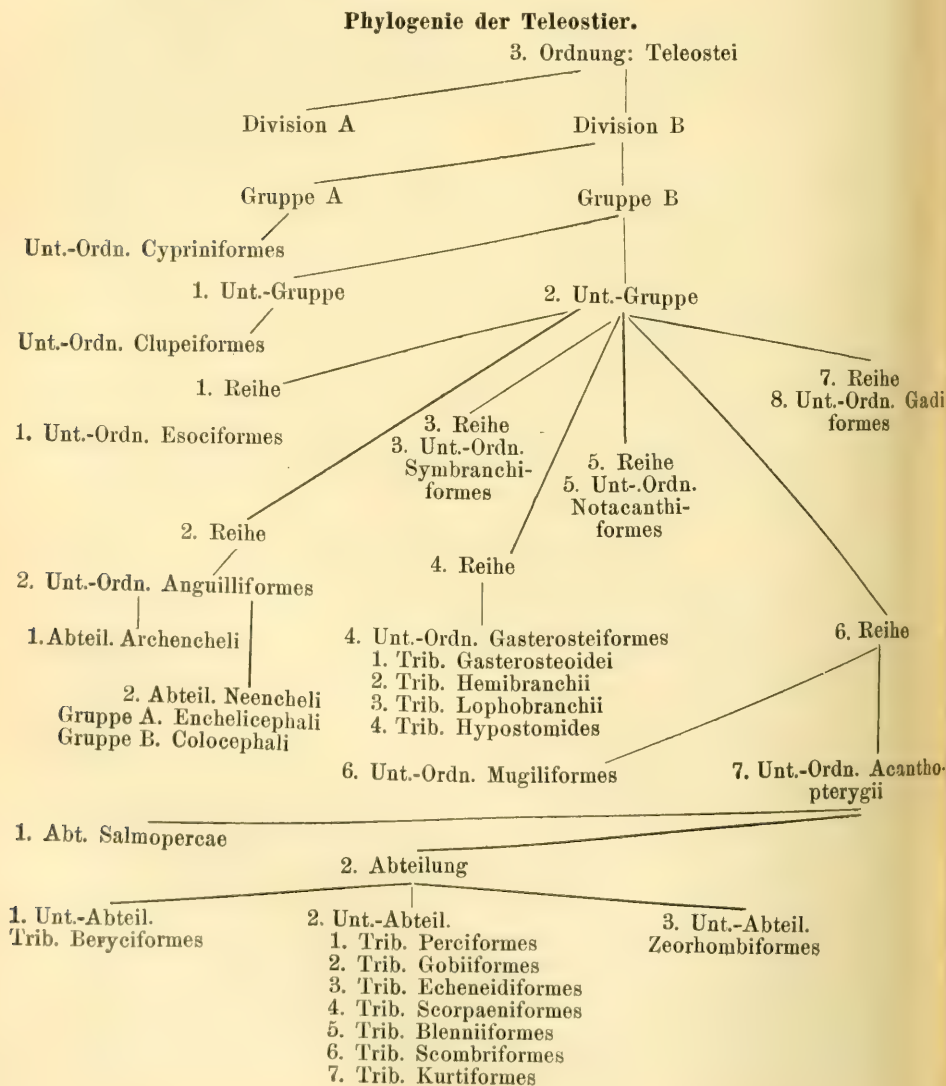 Phylogenie der Teleostier.
3. Ordnung: Teleostei
Division A
Division B
Gruppe A
Gruppe B
Unt.-Ordn. Cypriniformes
1. Unt.-Gruppe
2. Unt.-Gruppe
Unt.-Ordn. Clupeiformes
1. Reihe
7. Reihe
8. Unt.-Ordn. Gadi
formes
1. Unt.-Ordn. Esociformes
3. Reihe
3. Unt.-Ordn.
Symbranchi-
formes
5. Reihe
5. Unt-.Ordn.
Notacanthi-
formes
2. Reihe
4. Reihe
2. Unt.-Ordn. Anguilliformes
1. Abteil. Archencheli
2. Abteil. Neencheli
Gruppe A. Enchelicephali
Gruppe B. Colocephali
4. Unt.-Ordn. Gasterosteiformes
1. Trib. Gasterosteoidei
2. Trib. Hemibranchii
3. Trib. Lophobranchii
4. Trib. Hypostomides
6. Reihe
6. Unt.-Ordn. Mugiliformes
7. Unt.-Ordn. Acantho-
pterygii
1. Abt. Salmopercae
2. Abteilung
1. Unt.-Abteil.
Trib. Beryciformes
2. Unt.-Abteil.
1. Trib. Perciformes
2. Trib. Gobiiformes
3. Trib. Echeneidiformes
4. Trib. Scorpaeniformes
5. Trib. Blenniiformes
6. Trib. Scombriformes
7. Trib. Kurtiformes
3. Unt.-Abteil.
Zeorhombiformes